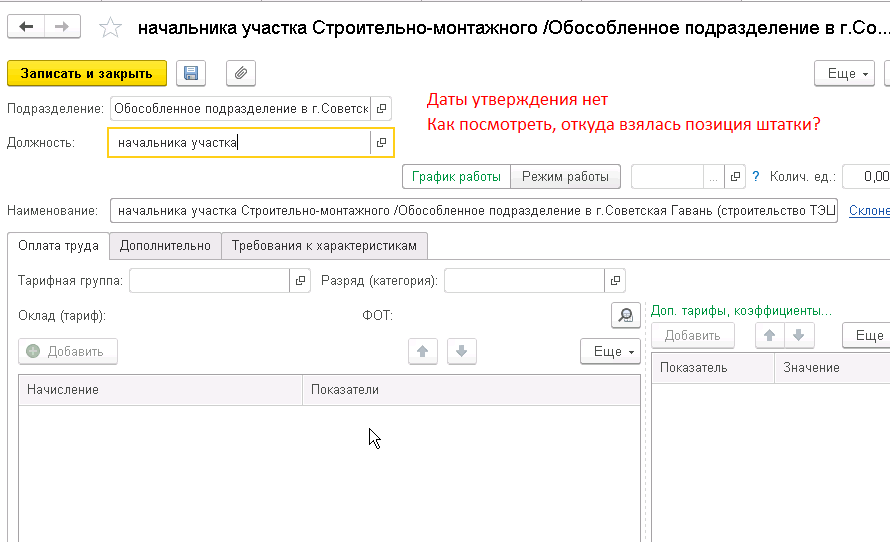 начальника участка Строительно-монтажного /Обособленное подразделение в г.Со...
Записать и закрыть
Еще
Подразделение: Обособленное подразделение в г.Советск
Даты утверждения нет
Как посмотреть, откуда взялась позиция штатки?
Должность: начальника участка
График работы Режим работы ... ? Колич. ед.: 0,00
Наименование: начальника участка Строительно-монтажного /Обособленное подразделение в г.Советская Гавань (строительство ТЭЦ Склоне
Оплата труда Дополнительно Требования к характеристикам
Тарифная группа: Разряд (категория):
Оклад (тариф): ФОТ: Доп. тарифы, коэффициенты...
Добавить Еще Добавить Еще
Начисление Показатели Показатель Значение